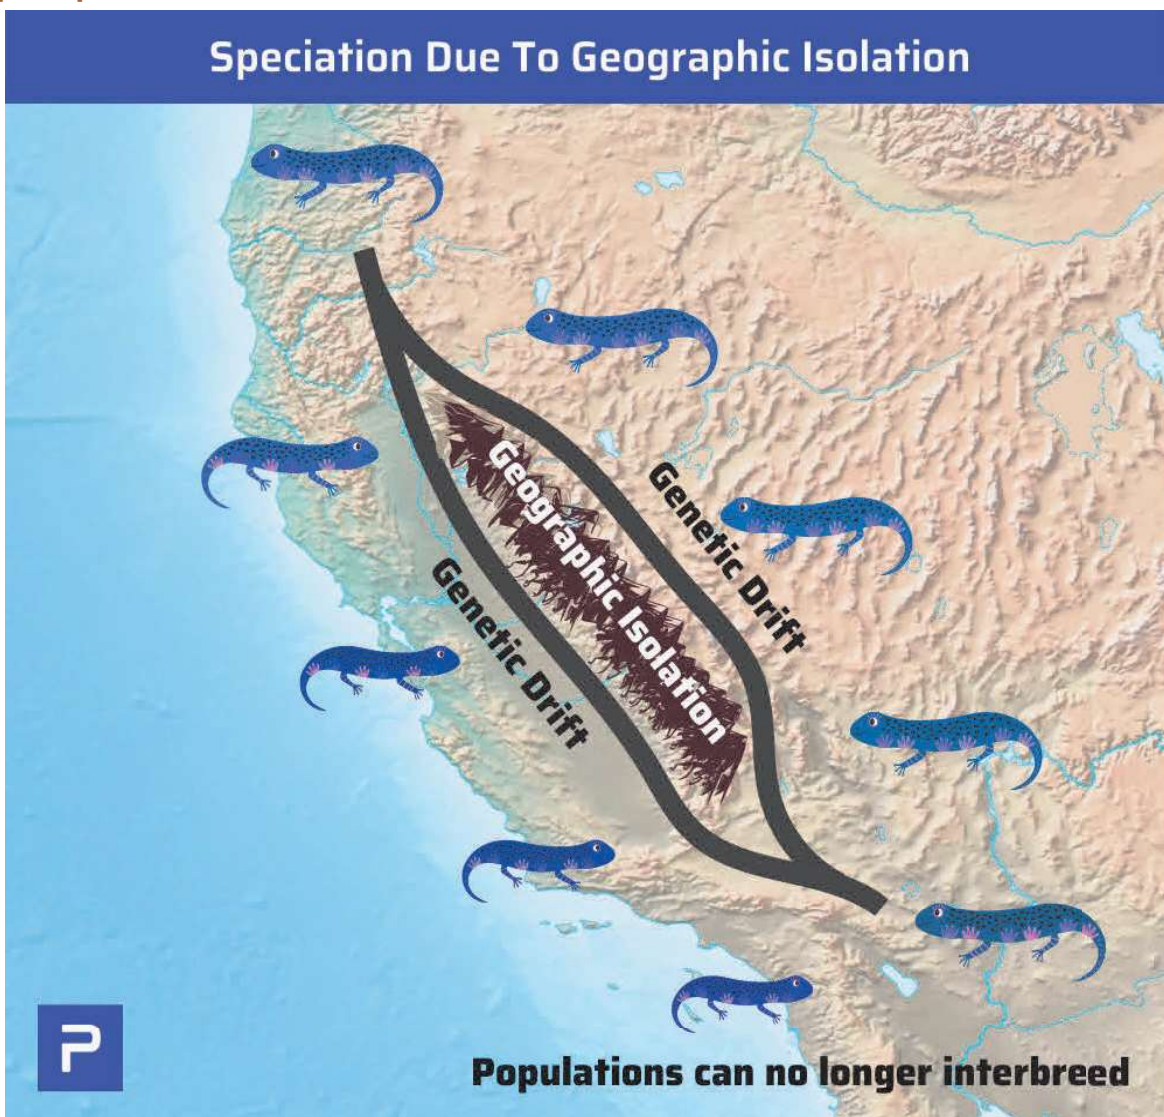 Speciation Due To Geographic Isolation
Genetic Drift
Geographic Isolation
Genetic Drift
Populations can no longer interbreed
P